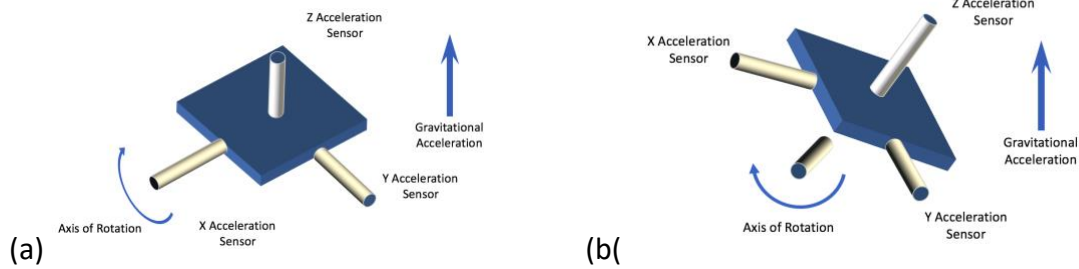 Z Acceleration
Sensor
Gravitational
Acceleration
Y Acceleration
Sensor
Axis of Rotation
X Acceleration
Sensor
(a)
Z Acceleration
Sensor
X Acceleration
Sensor
Gravitational
Acceleration
Axis of Rotation
Y Acceleration
Sensor
(b(